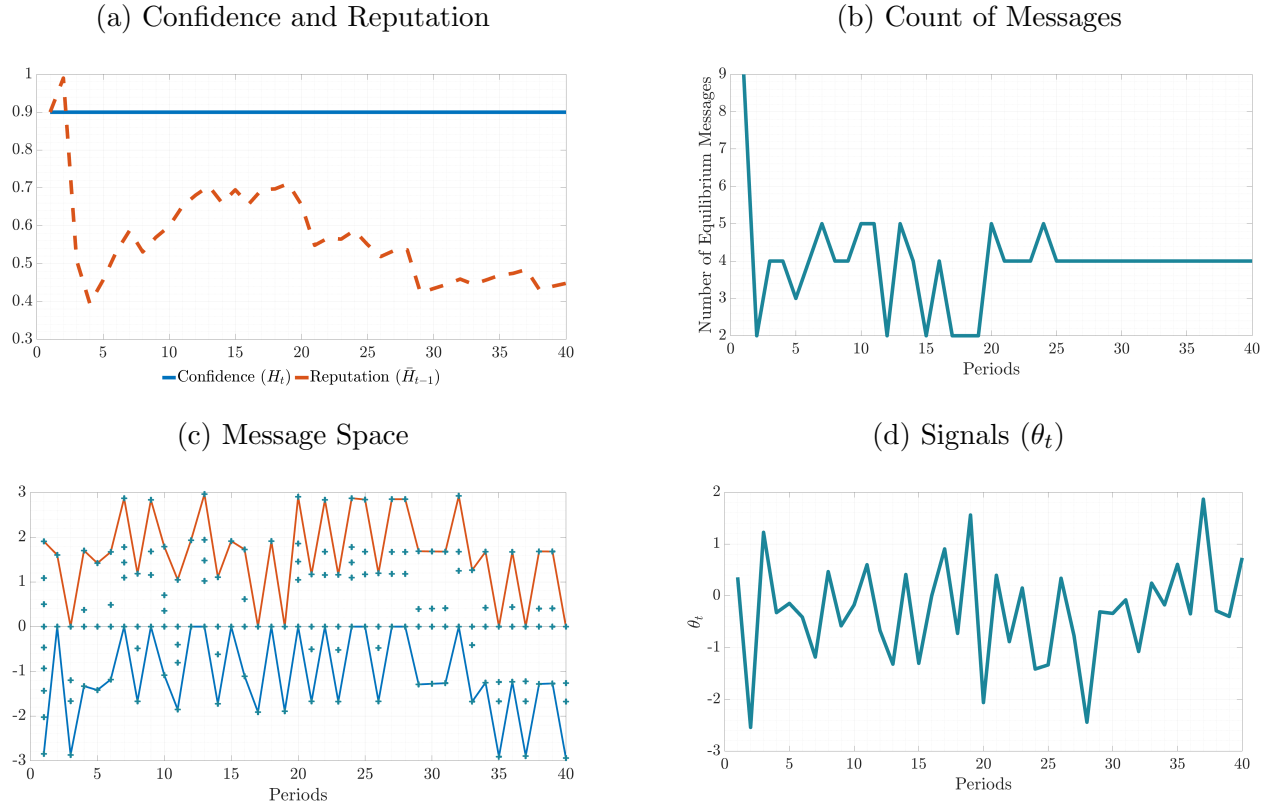 (a) Confidence and Reputation
1
0.9
0.8
0.7
0.6
0.5
0.4
0.3
0 5 10 15 20 25 30 35 40
Confidence (H_t) Reputation (H̄_{t−1})
(b) Count of Messages
Number of Equilibrium Messages
9
8
7
6
5
4
3
2
0 5 10 15 20 25 30 35 40
Periods
(c) Message Space
3
2
1
0
-1
-2
-3
0 5 10 15 20 25 30 35 40
Periods
(d) Signals (θ_t)
θ_t
2
1
0
-1
-2
-3
0 5 10 15 20 25 30 35 40
Periods